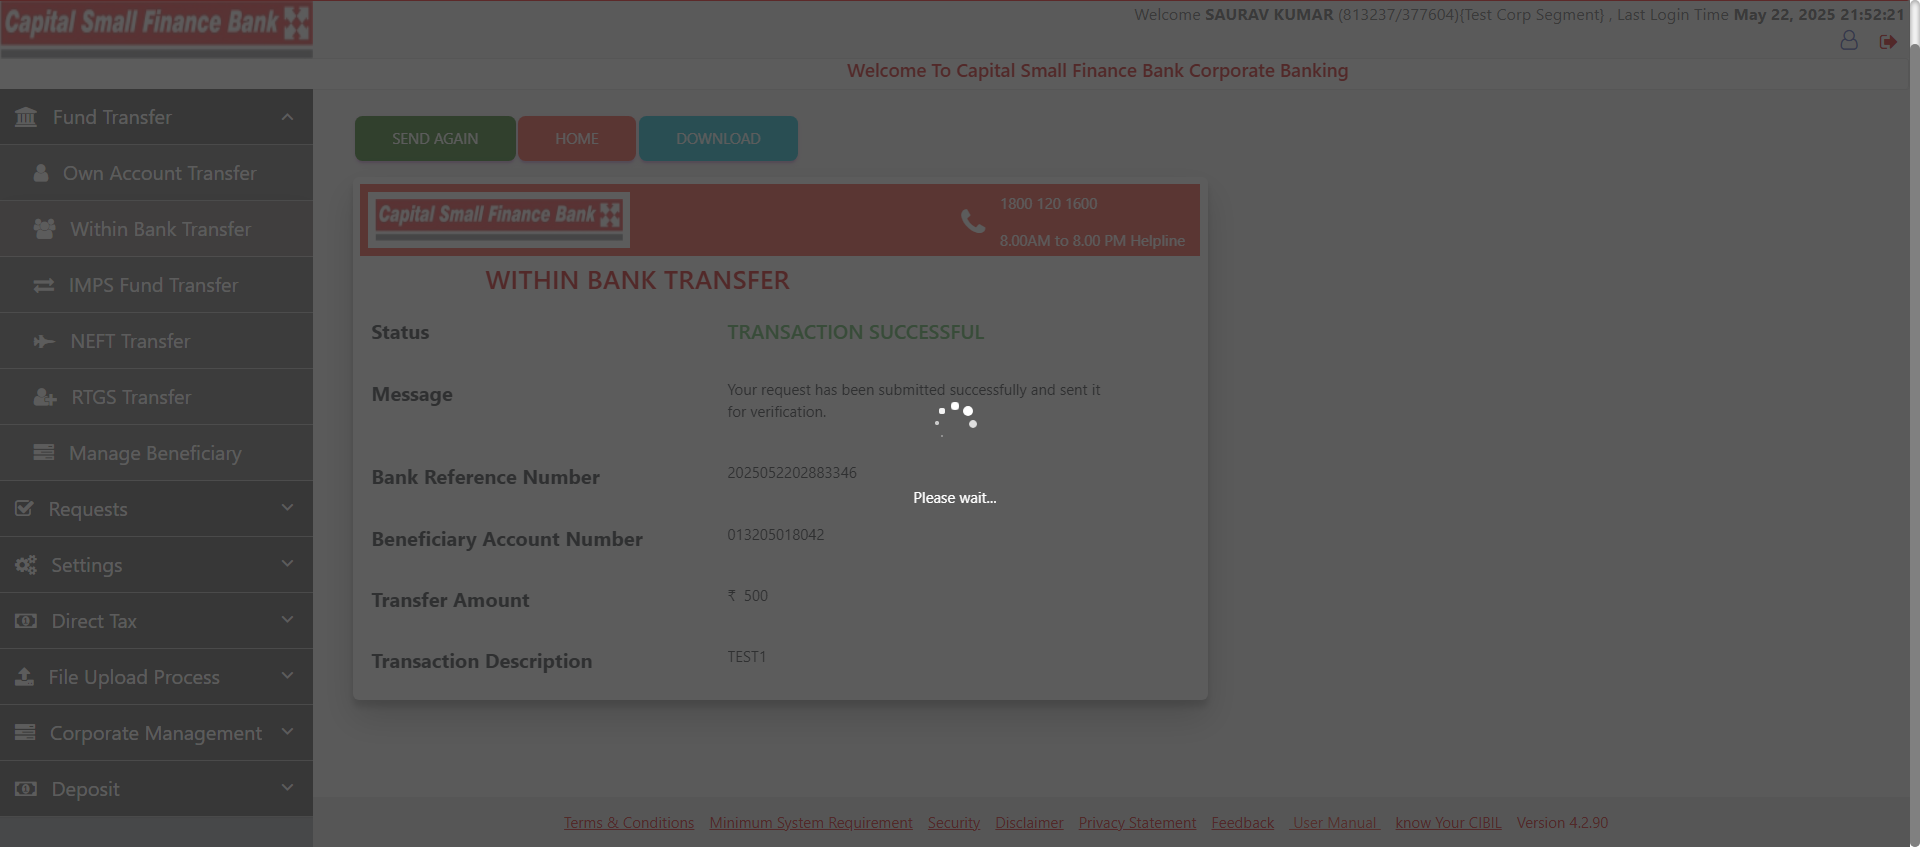 Capital Small Finance Bank
Welcome SAURAV KUMAR (813237/377604){Test Corp Segment} , Last Login Time May 22, 2025 21:52:21
Welcome To Capital Small Finance Bank Corporate Banking
Fund Transfer
Own Account Transfer
Within Bank Transfer
IMPS Fund Transfer
NEFT Transfer
RTGS Transfer
Manage Beneficiary
Requests
Settings
Direct Tax
File Upload Process
Corporate Management
Deposit
SEND AGAIN HOME DOWNLOAD
Capital Small Finance Bank
1800 120 1600
8.00AM to 8.00 PM Helpline
WITHIN BANK TRANSFER
Status TRANSACTION SUCCESSFUL
Message Your request has been submitted successfully and sent it
for verification.
Bank Reference Number 2025052202883346
Please wait...
Beneficiary Account Number 013205018042
Transfer Amount ₹ 500
Transaction Description TEST1
Terms & Conditions Minimum System Requirement Security Disclaimer Privacy Statement Feedback User Manual know Your CIBIL Version 4.2.90